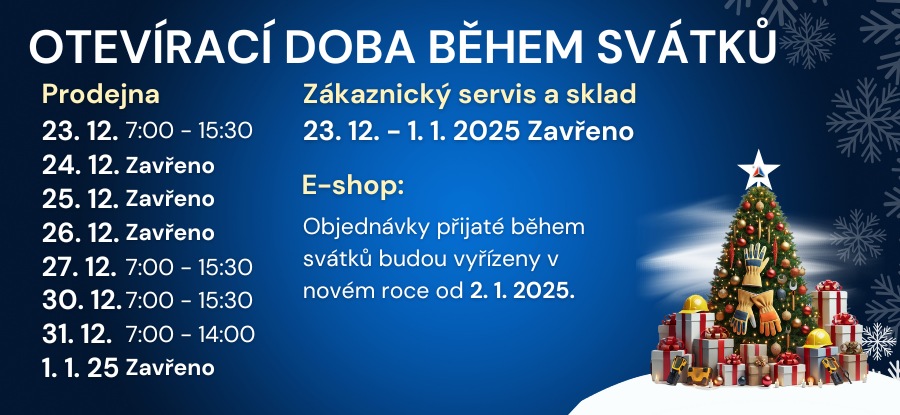 OTEVÍRACÍ DOBA BĚHEM SVÁTKŮ
Prodejna
23. 12. 7:00 - 15:30
24. 12. Zavřeno
25. 12. Zavřeno
26. 12. Zavřeno
27. 12. 7:00 - 15:30
30. 12. 7:00 - 15:30
31. 12. 7:00 - 14:00
1. 1. 25 Zavřeno
Zákaznický servis a sklad
23. 12. - 1. 1. 2025 Zavřeno
E-shop:
Objednávky přijaté během
svátků budou vyřízeny v
novém roce od 2. 1. 2025.